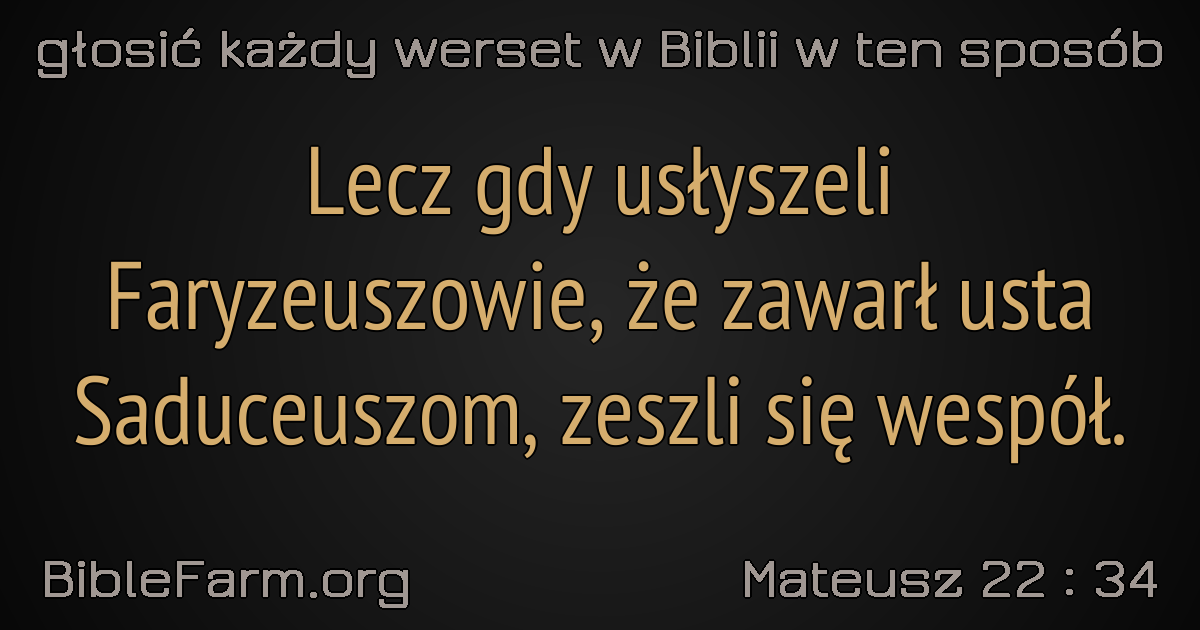 głosić każdy werset w Biblii w ten sposób
Lecz gdy usłyszeli
Faryzeuszowie, że zawarł usta
Saduceuszom, zeszli się wespół.
BibleFarm.org
Mateusz 22 : 34